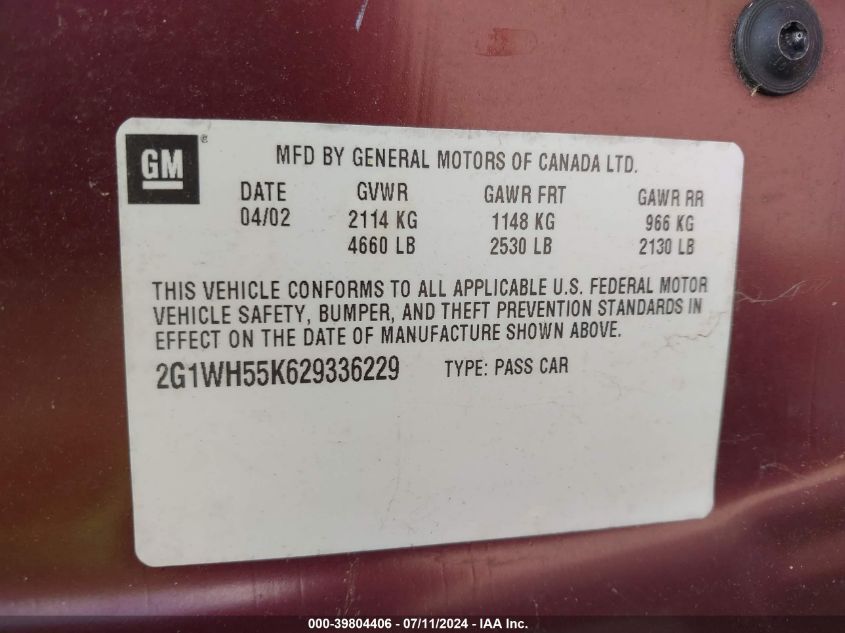 GM®
MFD BY GENERAL MOTORS OF CANADA LTD.
DATE GVWR GAWR FRT GAWR RR
04/02 2114 KG 1148 KG 966 KG
4660 LB 2530 LB 2130 LB
THIS VEHICLE CONFORMS TO ALL APPLICABLE U.S. FEDERAL MOTOR
VEHICLE SAFETY, BUMPER, AND THEFT PREVENTION STANDARDS IN
EFFECT ON THE DATE OF MANUFACTURE SHOWN ABOVE.
2G1WH55K629336229 TYPE: PASS CAR
000-39804406 - 07/11/2024 - IAA Inc.